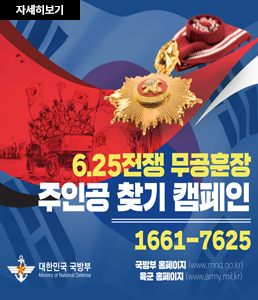 자세히보기
6.25전쟁 무공훈장
주인공 찾기 캠페인
1661-7625
국방부 홈페이지 (www.mnd.go.kr)
육군 홈페이지 (www.army.mil.kr)
대한민국 국방부
Ministry of National Defense